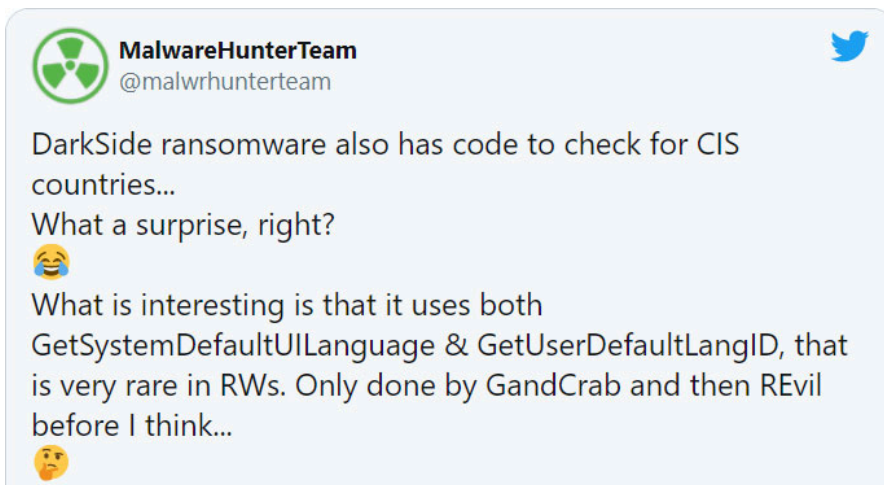 MalwareHunterTeam
@malwrhunterteam
DarkSide ransomware also has code to check for CIS
countries...
What a surprise, right?
😂
What is interesting is that it uses both
GetSystemDefaultUILanguage & GetUserDefaultLangID, that
is very rare in RWs. Only done by GandCrab and then REvil
before I think...
🤔